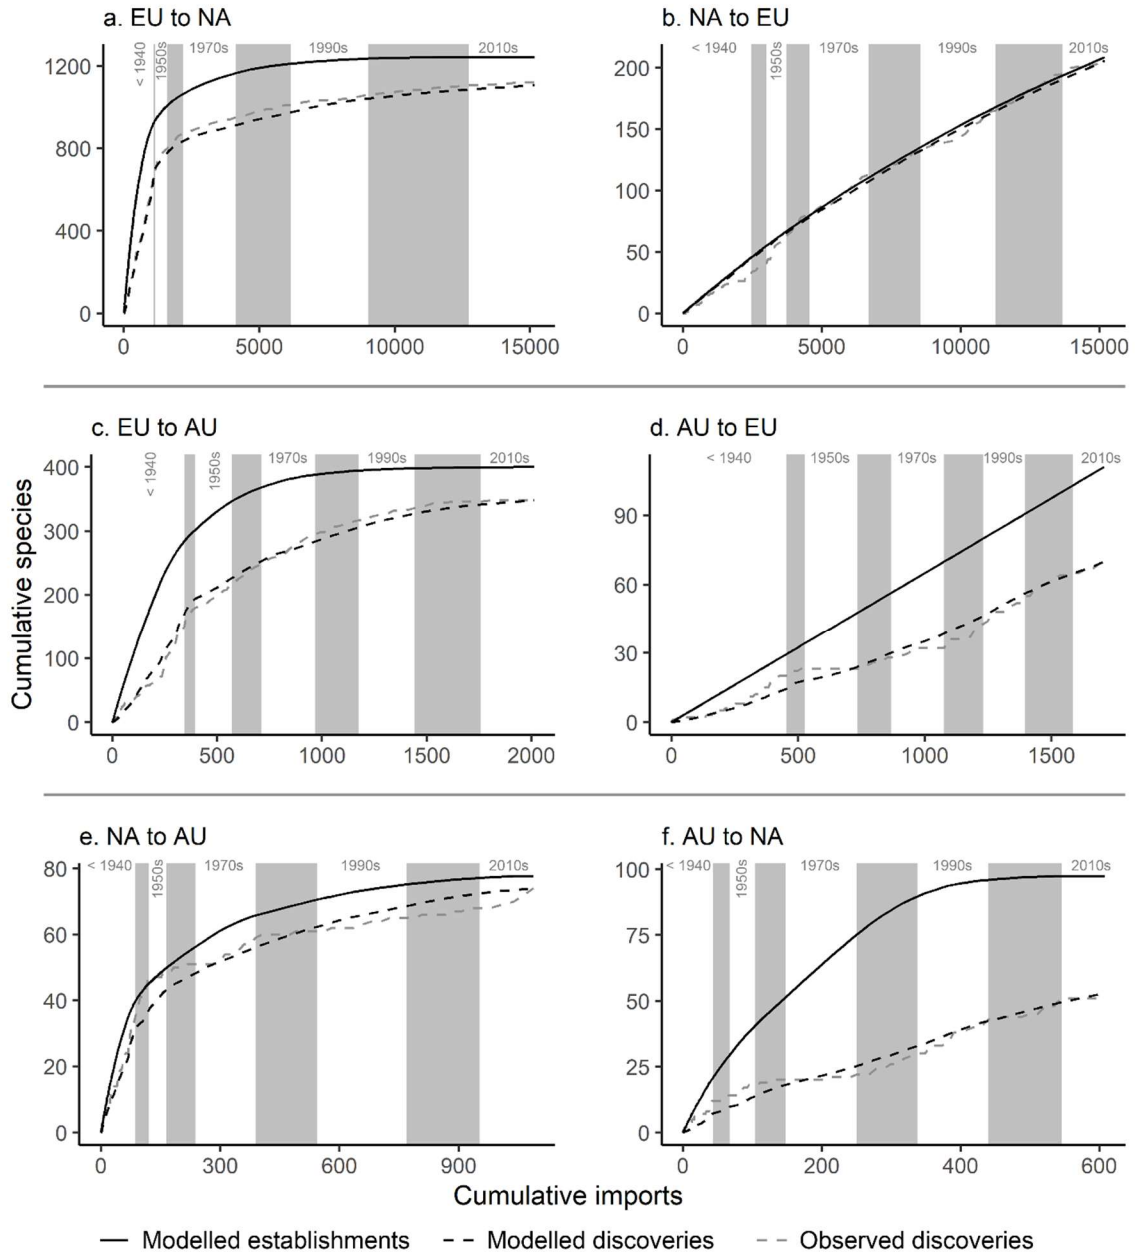 a. EU to NA
b. NA to EU
< 1940
1950s
1970s
1990s
2010s
< 1940
1950s
1970s
1990s
2010s
1200
800
400
0
200
150
100
50
0
0 5000 10000 15000
0 5000 10000 15000
c. EU to AU
d. AU to EU
< 1940
1950s
1970s
1990s
2010s
< 1940
1950s
1970s
1990s
2010s
400
300
200
100
0
90
60
30
0
0 500 1000 1500 2000
0 500 1000 1500
Cumulative species
e. NA to AU
f. AU to NA
< 1940
1950s
1970s
1990s
2010s
< 1940
1950s
1970s
1990s
2010s
80
60
40
20
0
100
75
50
25
0
0 300 600 900
0 200 400 600
Cumulative imports
Modelled establishments
Modelled discoveries
Observed discoveries